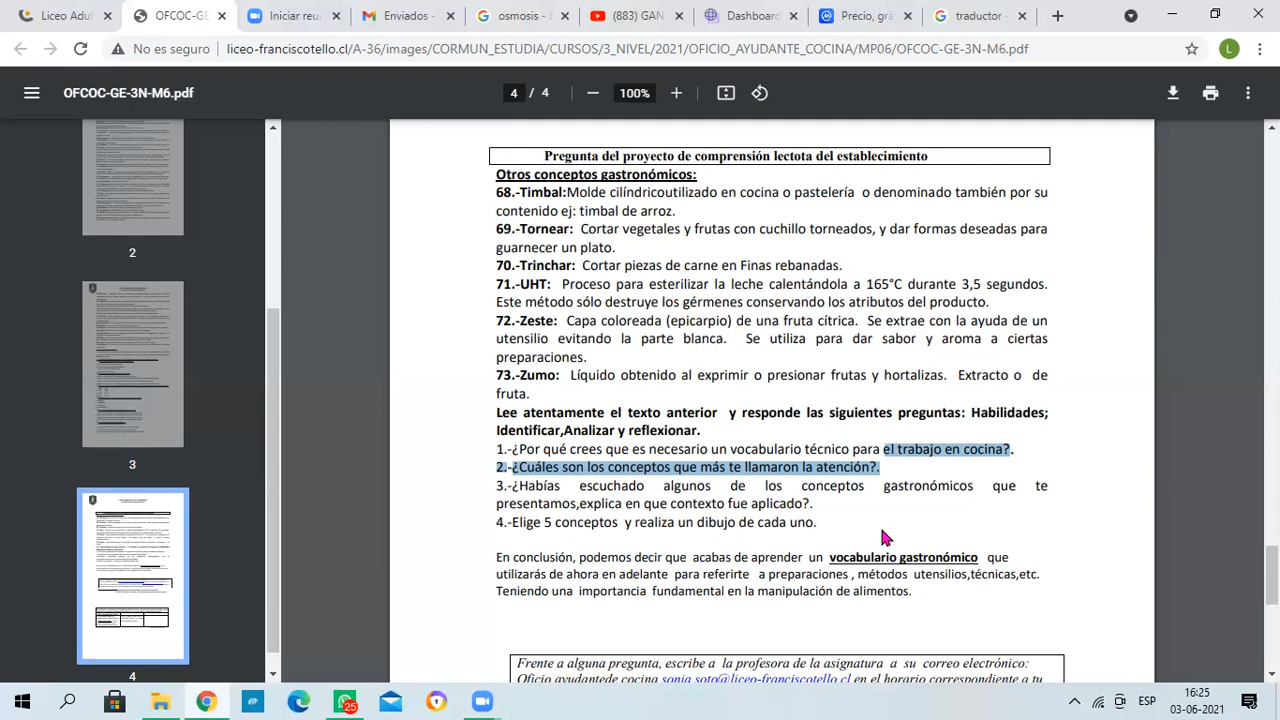 Liceo Adul
OFCOC-GE
Iniciar reu
Enviados -
osmosis - B
(883) GAN
Dashboard
Precio, grá
traductor -
No es seguro
liceo-franciscotello.cl/A-36/images/CORMUN_ESTUDIA/CURSOS/3_NIVEL/2021/OFICIO_AYUDANTE_COCINA/MP06/OFCOC-GE-3N-M6.pdf
L
OFCOC-GE-3N-M6.pdf
4 / 4
100%
Pregunta del proyecto de comprensión lectota del establecimiento
Otros conceptos gastronómicos:
68.-Timbal:Molde cilíndricoutilizado en cocina o pastelería o denominado también por su
contenido ej: timbal de arroz.
69.-Tornear: Cortar vegetales y frutas con cuchillo torneados, y dar formas deseadas para
guarnecer un plato.
70.-Trinchar: Cortar piezas de carne en Finas rebanadas.
71.-UHT: Proceso para esterilizar la leche calentándola a 165°C durante 3,5 segundos.
Este método sólo destruye los gérmenes conservando los atributos del producto.
72.-Zeste: Capa coloreada (epicarpio) de una fruta cítrica. Se extrae con la ayuda de un
utensilio evitando la parte blanca. Se utiliza para dar sabor y aroma a ciertas
preparaciones.
73.-Zumo: Líquido obtenido al exprimir o presionar frutas y hortalizas. Extracto o de
fruta.
Lee atentamente el texto anterior y responde las siguientes preguntas: Habilidades;
Identificar,Analizar y reflexionar.
1.-¿Por qué crees que es necesario un vocabulario técnico para el trabajo en cocina?.
2.-¿Cuáles son los conceptos que más te llamaron la atención?.
3.-¿Habías escuchado algunos de los conceptos gastronómicos que te
presentamos,explica en que contexto fue aplicado?.
4.-Elige 5 conceptos y realiza un dibujo de cada uno.
En conclusión, podemos decir que acabas de aprender un vocabulario gastronómico que
utilizarás de ahora en adelante para referirte a preparaciones , métodos utensilios,técnicas,etc.
Teniendo una importancia fundamental en la manipulación de alimentos.
Frente a alguna pregunta, escribe a la profesora de la asignatura a su correo electrónico:
Oficio ayudantede cocina sonia.soto@liceo-franciscotello.cl en el horario correspondiente a tu
2
3
4
25
ESP
16:25
03-06-2021